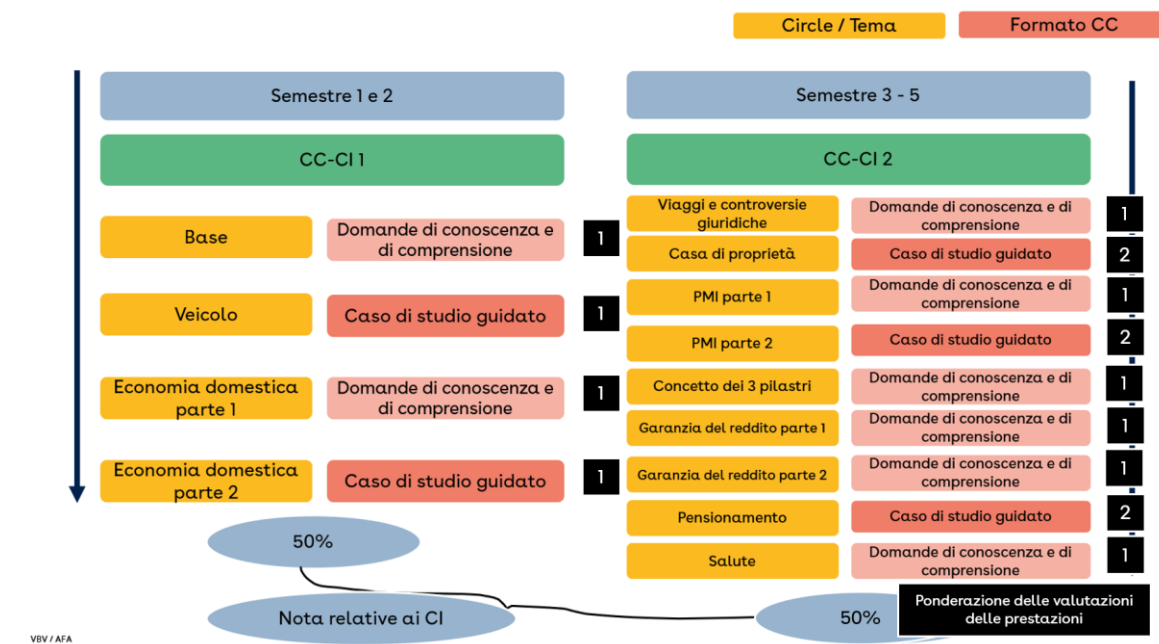 Circle / Tema
Formato CC
Semestre 1 e 2
CC-CI 1
Base
Domande di conoscenza e
di comprensione
1
Veicolo
Caso di studio guidato
1
Economia domestica
parte 1
Domande di conoscenza e
di comprensione
1
Economia domestica
parte 2
Caso di studio guidato
1
50%
Nota relative ai CI
Semestre 3 - 5
CC-CI 2
Viaggi e controversie
giuridiche
Domande di conoscenza e di
comprensione
1
Casa di proprietà
Caso di studio guidato
2
PMI parte 1
Domande di conoscenza e di
comprensione
1
PMI parte 2
Caso di studio guidato
2
Concetto dei 3 pilastri
Domande di conoscenza e di
comprensione
1
Garanzia del reddito parte 1
Domande di conoscenza e di
comprensione
1
Garanzia del reddito parte 2
Domande di conoscenza e di
comprensione
1
Pensionamento
Caso di studio guidato
2
Salute
Domande di conoscenza e di
comprensione
1
50%
Ponderazione delle valutazioni
delle prestazioni
VBV / AFA